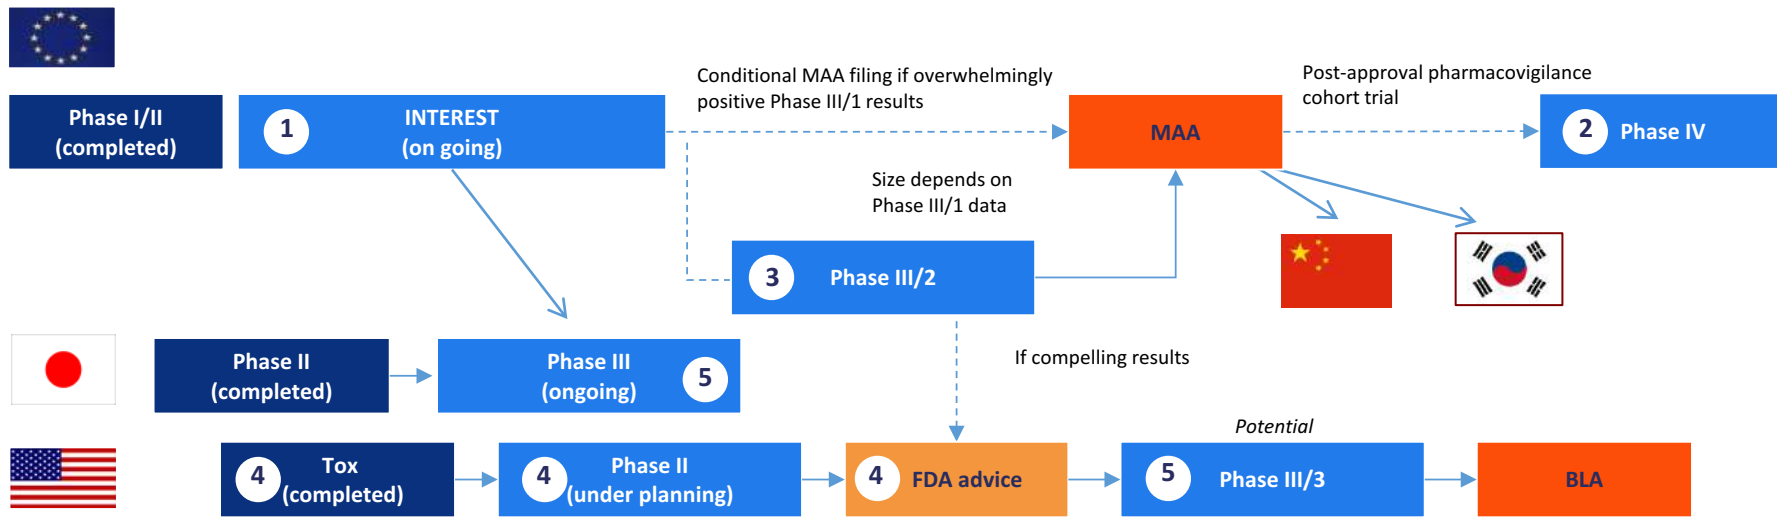 Conditional MAA filing if overwhelmingly
positive Phase III/1 results
Post-approval pharmacovigilance
cohort trial
Phase I/II
(completed)
1
INTEREST
(on going)
MAA
2
Phase IV
Size depends on
Phase III/1 data
3
Phase III/2
If compelling results
Phase II
(completed)
Phase III
(ongoing)
5
Potential
4
Tox
(completed)
4
Phase II
(under planning)
4
FDA advice
5
Phase III/3
BLA